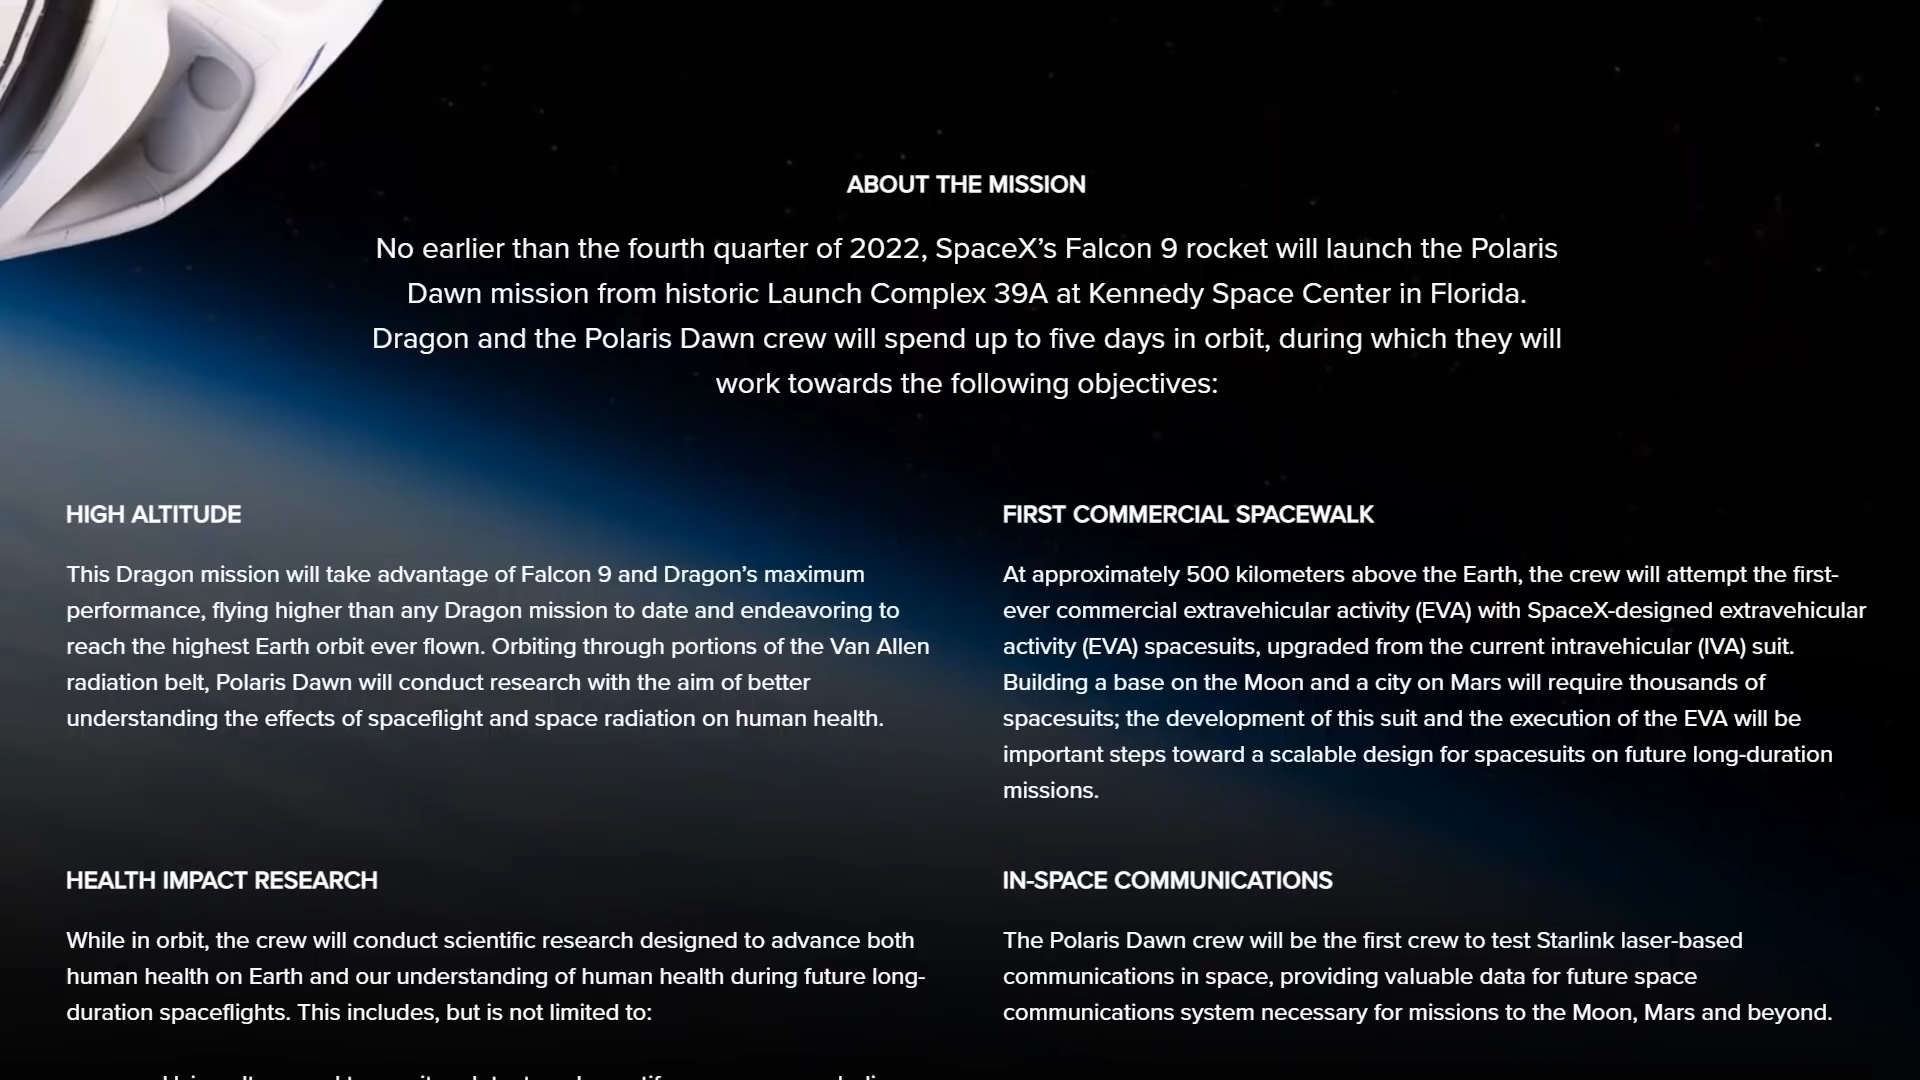 ABOUT THE MISSION
No earlier than the fourth quarter of 2022, SpaceX’s Falcon 9 rocket will launch the Polaris
Dawn mission from historic Launch Complex 39A at Kennedy Space Center in Florida.
Dragon and the Polaris Dawn crew will spend up to five days in orbit, during which they will
work towards the following objectives:
HIGH ALTITUDE
This Dragon mission will take advantage of Falcon 9 and Dragon’s maximum
performance, flying higher than any Dragon mission to date and endeavoring to
reach the highest Earth orbit ever flown. Orbiting through portions of the Van Allen
radiation belt, Polaris Dawn will conduct research with the aim of better
understanding the effects of spaceflight and space radiation on human health.
FIRST COMMERCIAL SPACEWALK
At approximately 500 kilometers above the Earth, the crew will attempt the first-
ever commercial extravehicular activity (EVA) with SpaceX-designed extravehicular
activity (EVA) spacesuits, upgraded from the current intravehicular (IVA) suit.
Building a base on the Moon and a city on Mars will require thousands of
spacesuits; the development of this suit and the execution of the EVA will be
important steps toward a scalable design for spacesuits on future long-duration
missions.
HEALTH IMPACT RESEARCH
While in orbit, the crew will conduct scientific research designed to advance both
human health on Earth and our understanding of human health during future long-
duration spaceflights. This includes, but is not limited to:
IN-SPACE COMMUNICATIONS
The Polaris Dawn crew will be the first crew to test Starlink laser-based
communications in space, providing valuable data for future space
communications system necessary for missions to the Moon, Mars and beyond.